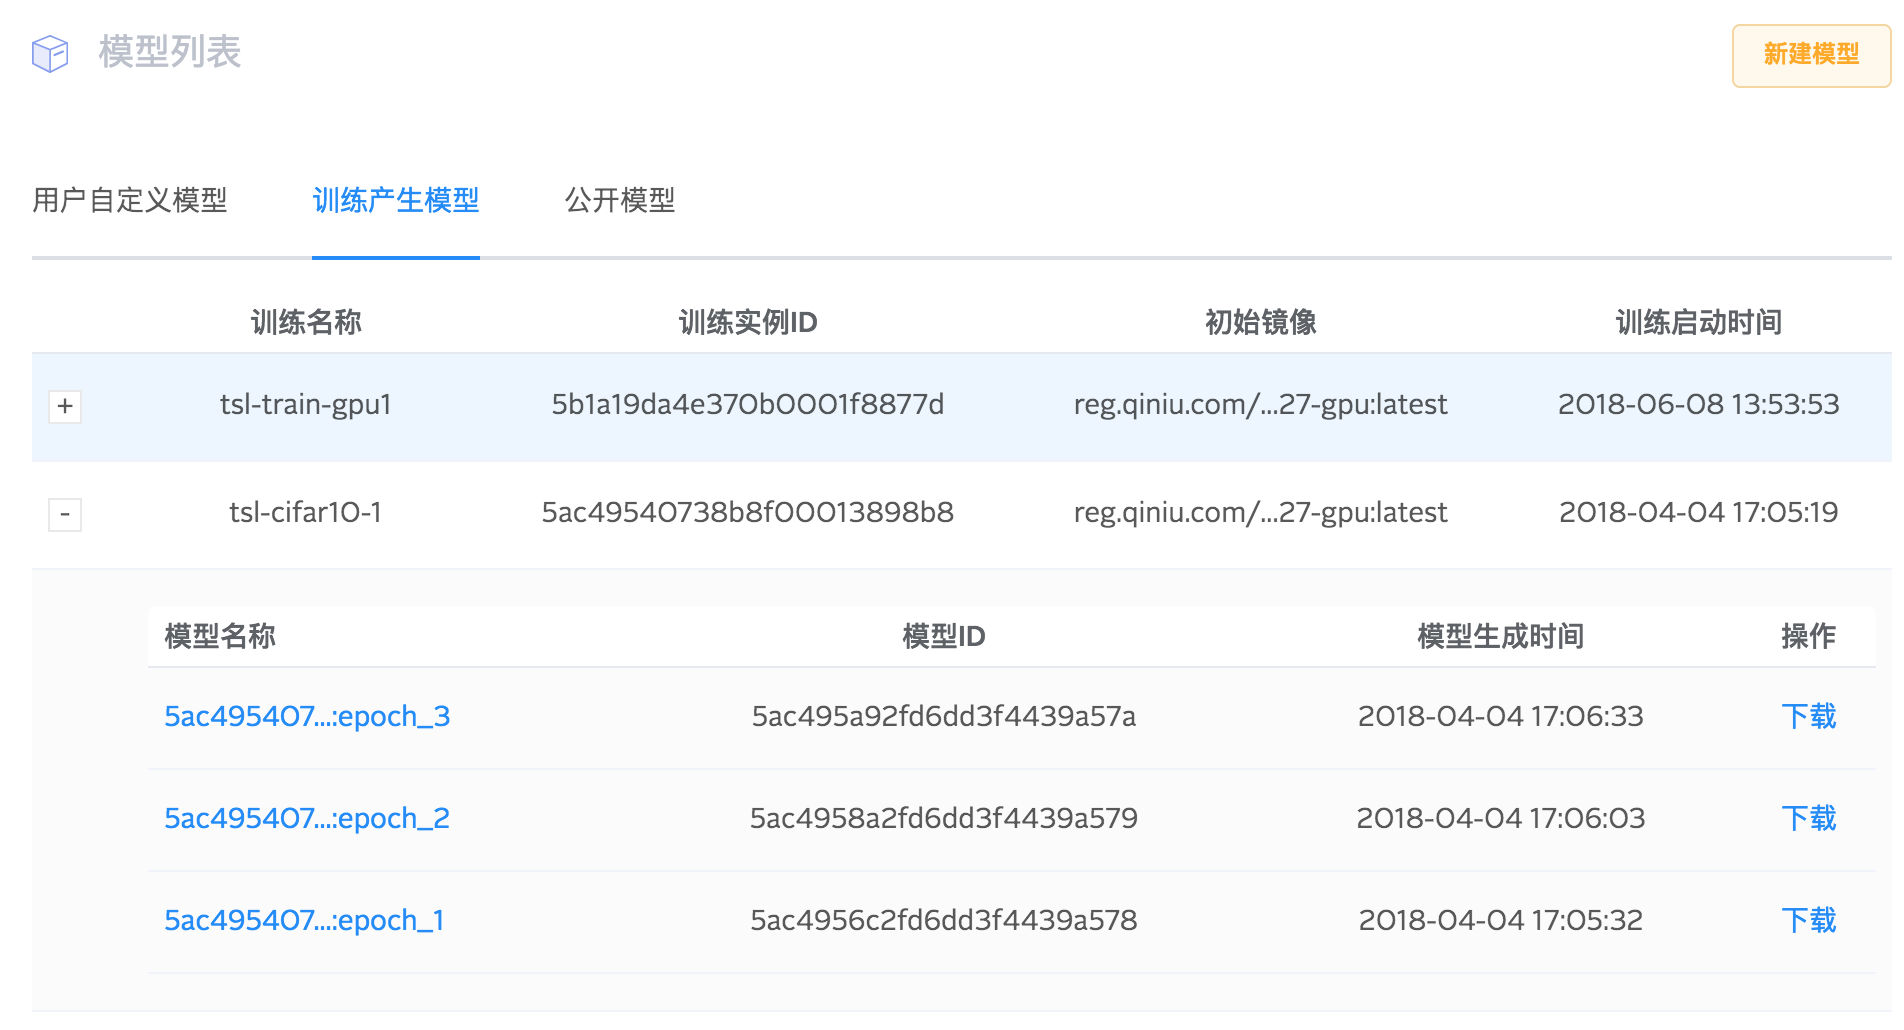 模型列表
新建模型
用户自定义模型 训练产生模型 公开模型
训练名称 训练实例ID 初始镜像 训练启动时间
+ tsl-train-gpu1 5b1a19da4e370b0001f8877d reg.qiniu.com/...27-gpu:latest 2018-06-08 13:53:53
- tsl-cifar10-1 5ac49540738b8f00013898b8 reg.qiniu.com/...27-gpu:latest 2018-04-04 17:05:19
模型名称 模型ID 模型生成时间 操作
5ac495407...:epoch_3 5ac495a92fd6dd3f4439a57a 2018-04-04 17:06:33 下载
5ac495407...:epoch_2 5ac4958a2fd6dd3f4439a579 2018-04-04 17:06:03 下载
5ac495407...:epoch_1 5ac4956c2fd6dd3f4439a578 2018-04-04 17:05:32 下载